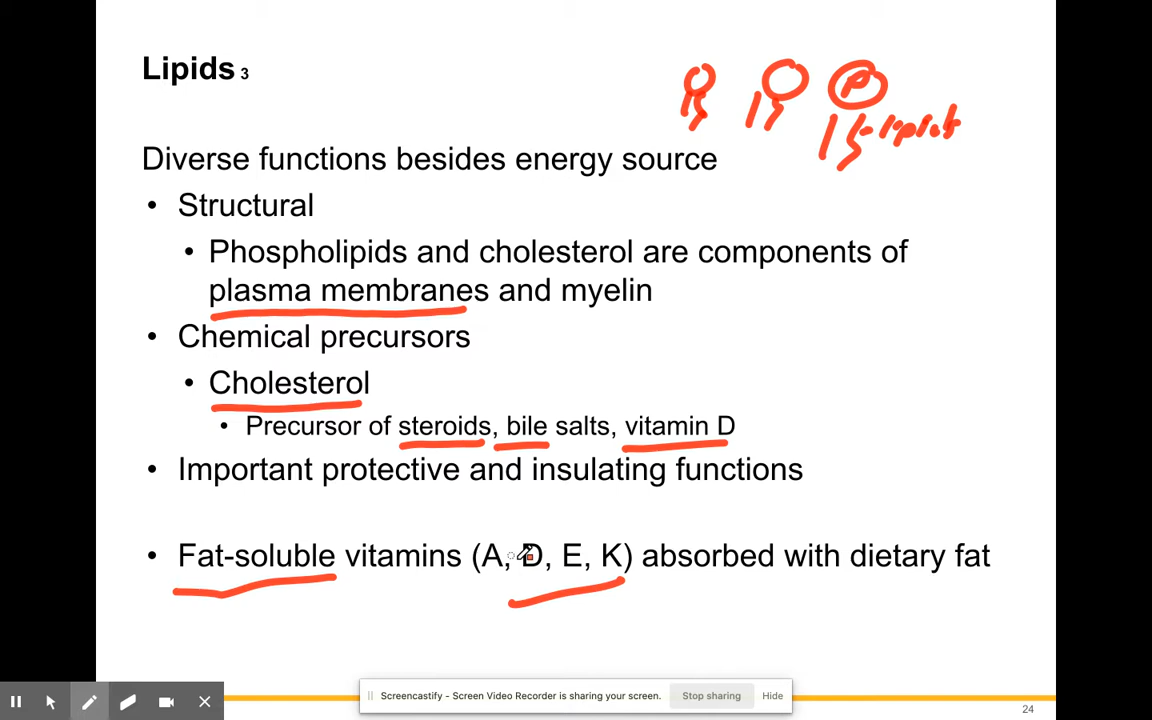 Lipids 3
P
lipid
Diverse functions besides energy source
• Structural
• Phospholipids and cholesterol are components of
plasma membranes and myelin
• Chemical precursors
• Cholesterol
• Precursor of steroids, bile salts, vitamin D
• Important protective and insulating functions
• Fat-soluble vitamins (A, D, E, K) absorbed with dietary fat
Screencastify - Screen Video Recorder is sharing your screen. Stop sharing Hide
24